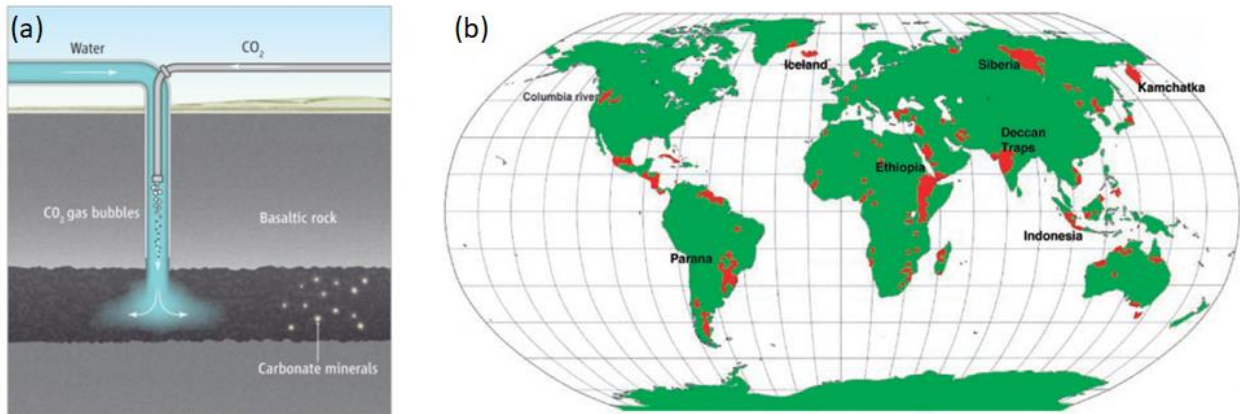 (a)
Water
CO₂
CO₂ gas bubbles
Basaltic rock
Carbonate minerals
(b)
Iceland
Siberia
Kamchatka
Columbia river
Deccan
Traps
Ethiopia
Indonesia
Parana